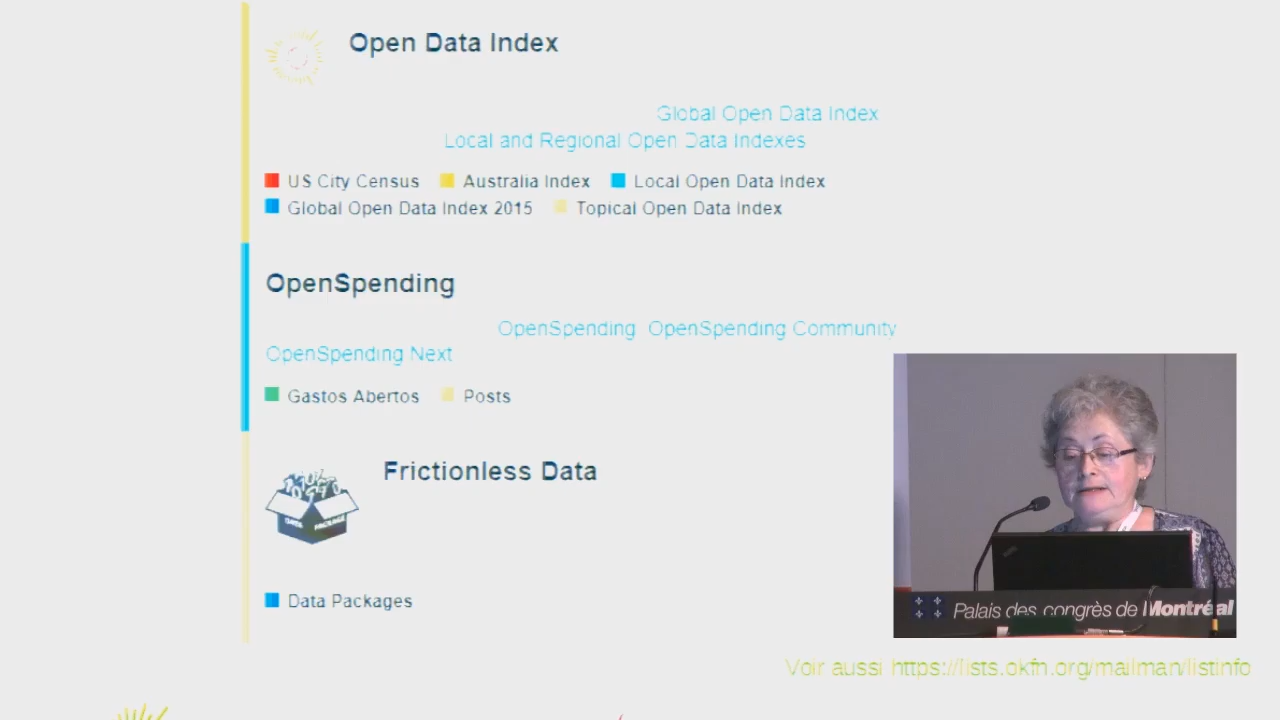 Open Data Index
Global Open Data Index
Local and Regional Open Data Indexes
US City Census Australia Index Local Open Data Index
Global Open Data Index 2015 Topical Open Data Index
OpenSpending
OpenSpending OpenSpending Community
OpenSpending Next
Gastos Abertos Posts
Frictionless Data
DATA PACKAGE
Data Packages
Palais des congrès de Montréal
Voir aussi https://lists.okfn.org/mailman/listinfo